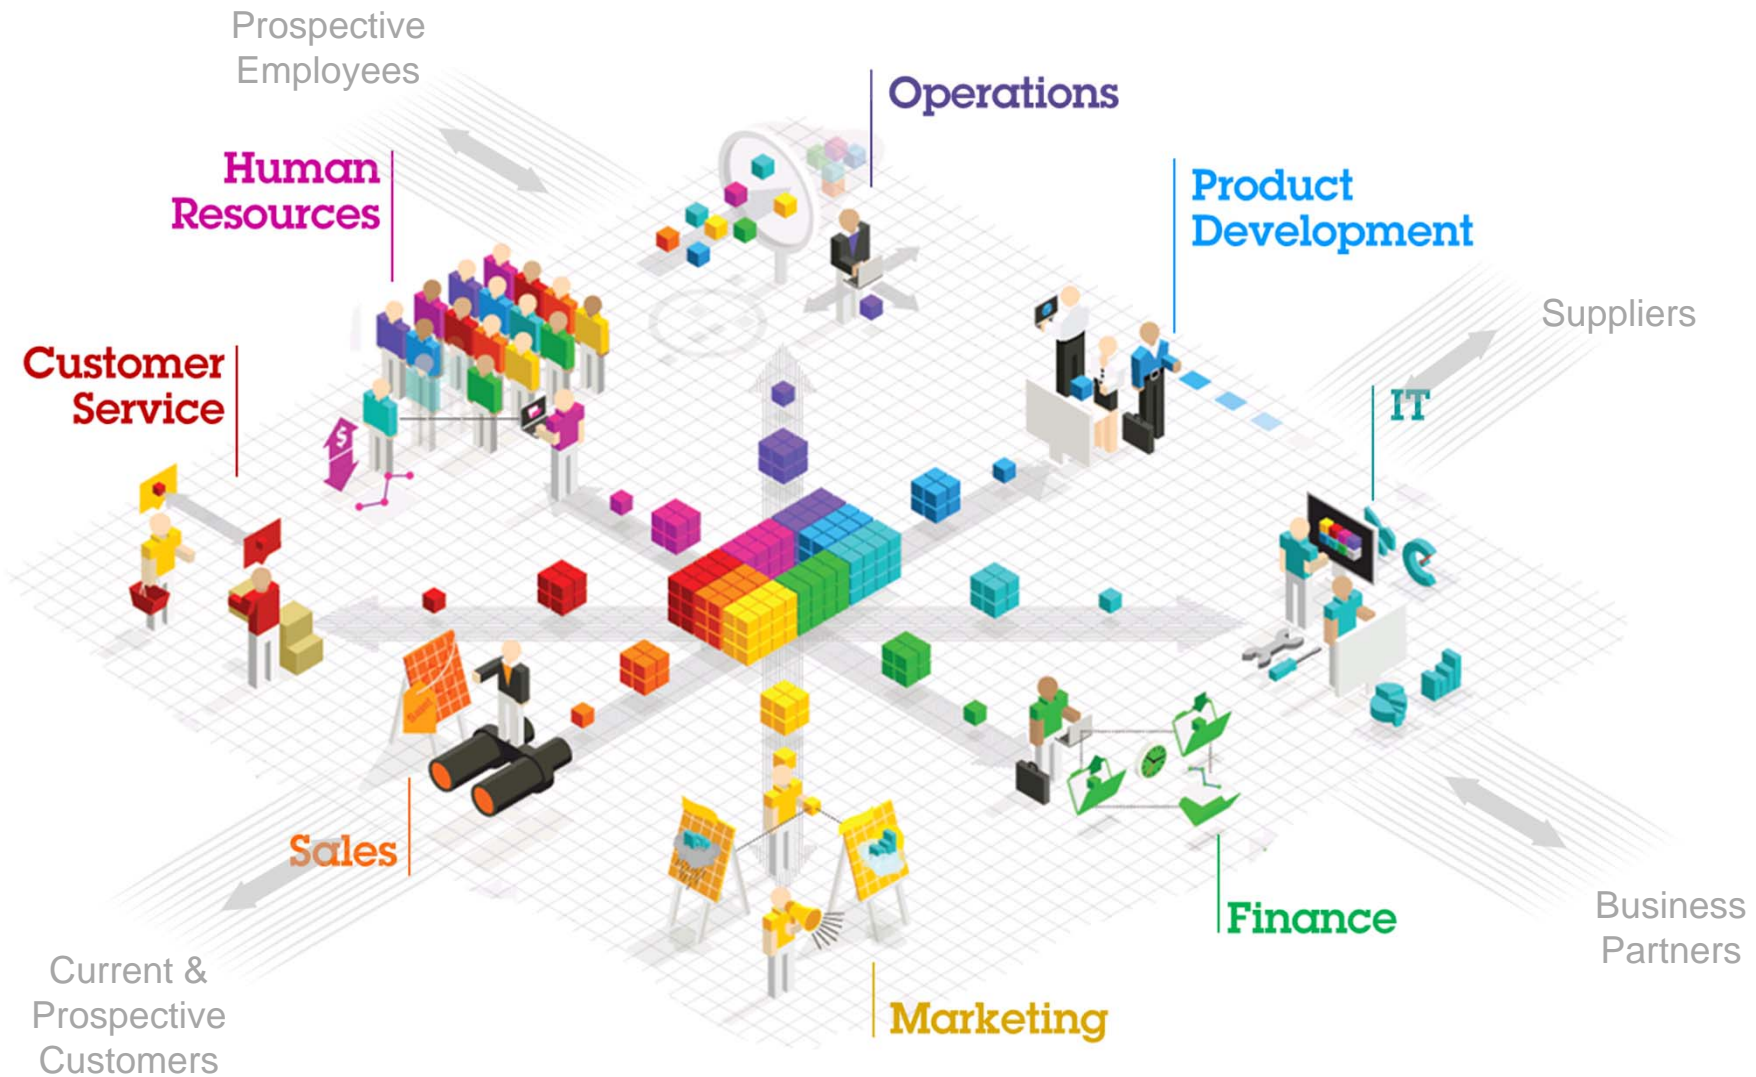 Prospective
Employees
Operations
Human
Resources
Product
Development
Suppliers
Customer
Service
IT
$
Sales
Business
Partners
Finance
Current &
Prospective
Customers
Marketing